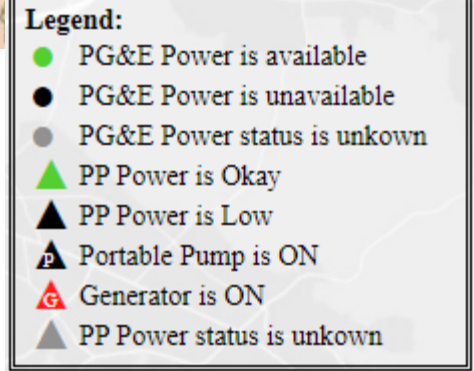 Legend:
PG&E Power is available
PG&E Power is unavailable
PG&E Power status is unkown
PP Power is Okay
PP Power is Low
P Portable Pump is ON
G Generator is ON
PP Power status is unkown